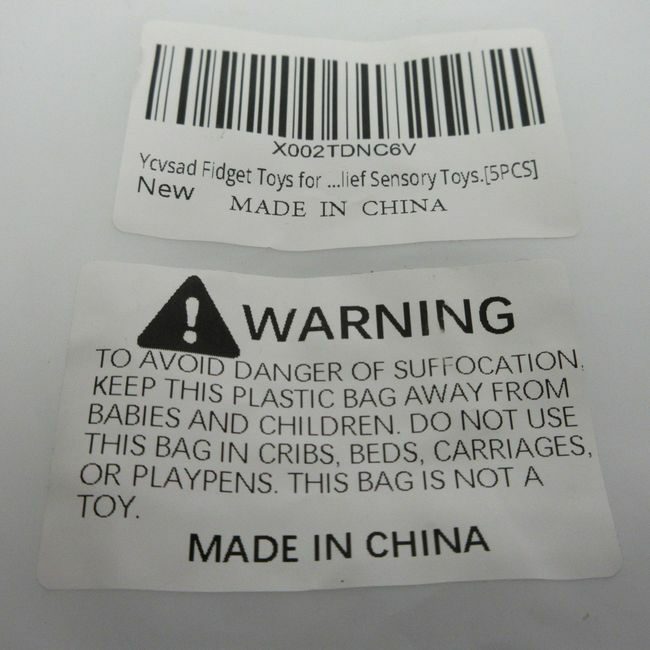 X002TDNC6V
Ycvsad Fidget Toys for ...lief Sensory Toys.[5PCS]
New
MADE IN CHINA
WARNING
TO AVOID DANGER OF SUFFOCATION,
KEEP THIS PLASTIC BAG AWAY FROM
BABIES AND CHILDREN. DO NOT USE
THIS BAG IN CRIBS, BEDS, CARRIAGES,
OR PLAYPENS. THIS BAG IS NOT A
TOY.
MADE IN CHINA